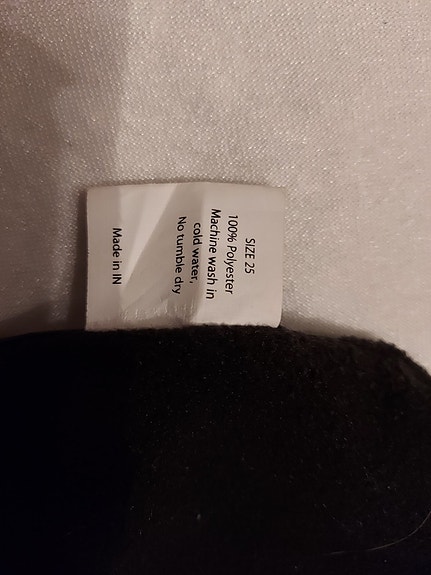 SIZE 25
100% Polyester
Machine wash in
cold water,
No tumble dry
Made in IN